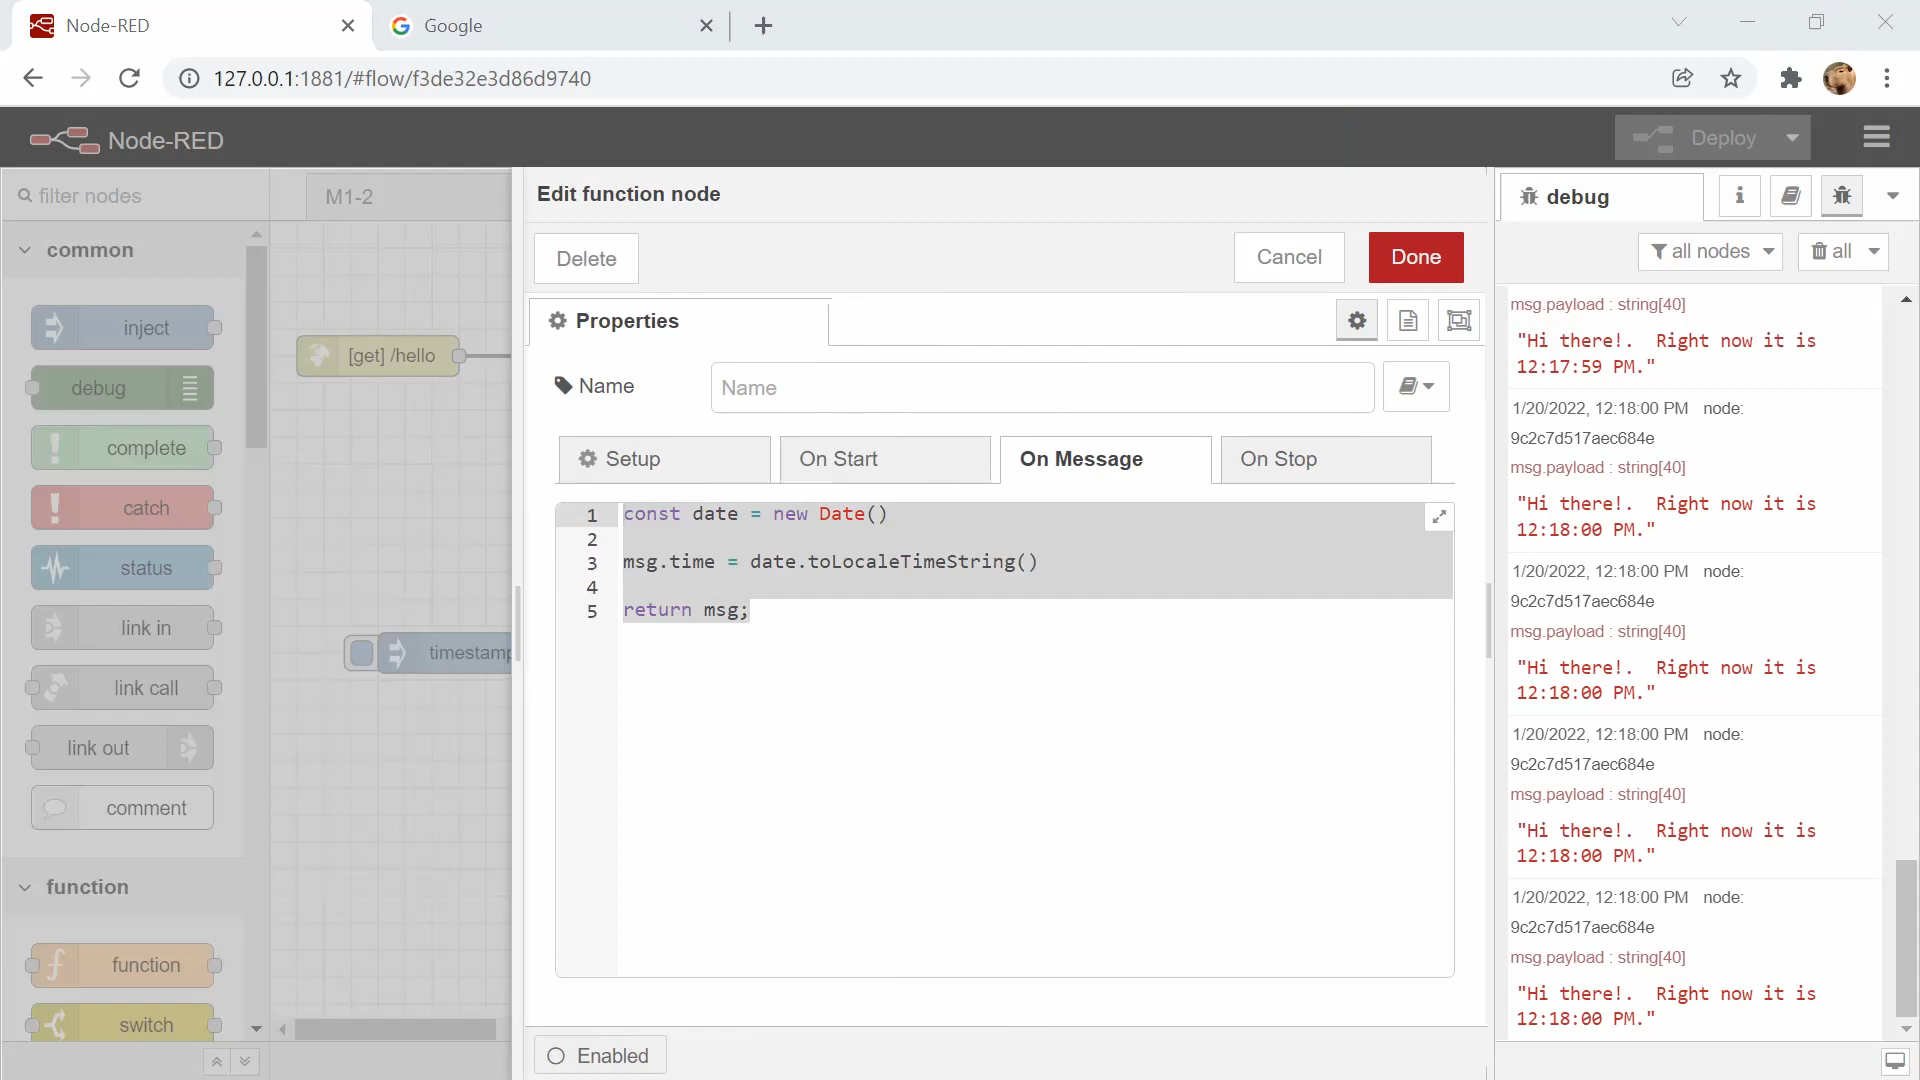 Node-RED
Google
127.0.0.1:1881/#flow/f3de32e3d86d9740
Node-RED
Deploy
filter nodes
common
inject
debug
complete
catch
status
link in
link call
link out
comment
function
function
switch
M1-2
[get] /hello
timestamp
Edit function node
Delete
Cancel
Done
Properties
Name
Name
Setup
On Start
On Message
On Stop
1 const date = new Date()
2
3 msg.time = date.toLocaleTimeString()
4
5 return msg;
Enabled
debug
all nodes
all
msg.payload : string[40]
"Hi there!.  Right now it is
12:17:59 PM."
1/20/2022, 12:18:00 PM   node:
9c2c7d517aec684e
msg.payload : string[40]
"Hi there!.  Right now it is
12:18:00 PM."
1/20/2022, 12:18:00 PM   node:
9c2c7d517aec684e
msg.payload : string[40]
"Hi there!.  Right now it is
12:18:00 PM."
1/20/2022, 12:18:00 PM   node:
9c2c7d517aec684e
msg.payload : string[40]
"Hi there!.  Right now it is
12:18:00 PM."
1/20/2022, 12:18:00 PM   node:
9c2c7d517aec684e
msg.payload : string[40]
"Hi there!.  Right now it is
12:18:00 PM."